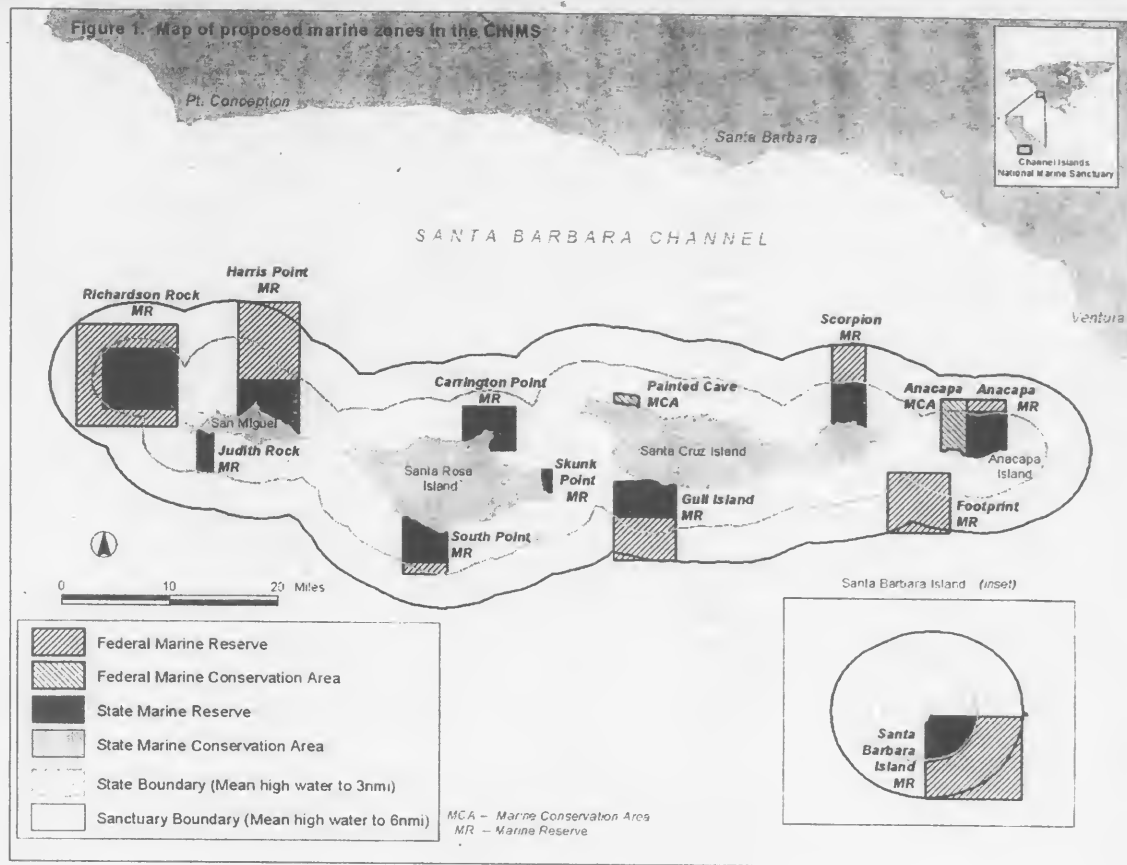 Figure 1. Map of proposed marine zones in the CINMS
Pt. Conception
Santa Barbara
Channel Islands
National Marine Sanctuary
SANTA BARBARA CHANNEL
Ventura
Richardson Rock
MR
Harris Point
MR
Scorpion
MR
Carrington Point
MR
Painted Cave
MCA
Anacapa
MCA
Anacapa
MR
San Miguel
Judith Rock
MR
Santa Rosa
Island
Skunk
Point
MR
Santa Cruz Island
Gull Island
MR
Anacapa
Island
Footprint
MR
South Point
MR
0 10 20 Miles
Santa Barbara Island (inset)
Santa
Barbara
Island
MR
Federal Marine Reserve
Federal Marine Conservation Area
State Marine Reserve
State Marine Conservation Area
State Boundary (Mean high water to 3nmi)
Sanctuary Boundary (Mean high water to 6nmi)
MCA – Marine Conservation Area
MR – Marine Reserve